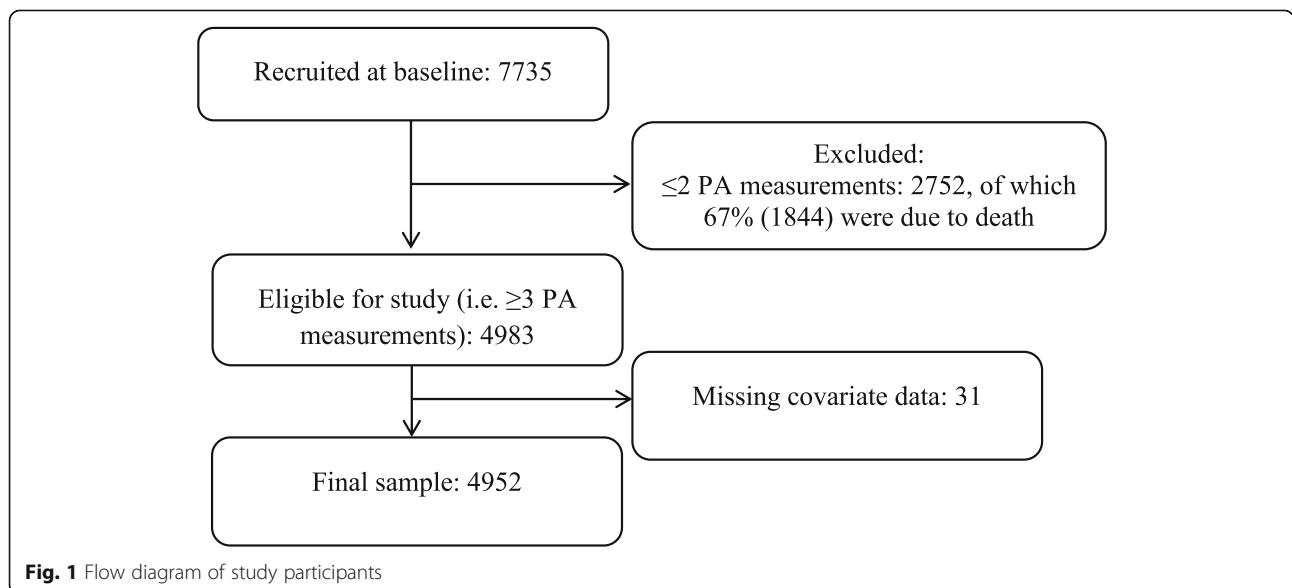 Recruited at baseline: 7735
Excluded:
≤2 PA measurements: 2752, of which
67% (1844) were due to death
Eligible for study (i.e. ≥3 PA
measurements): 4983
Missing covariate data: 31
Final sample: 4952
Fig. 1 Flow diagram of study participants